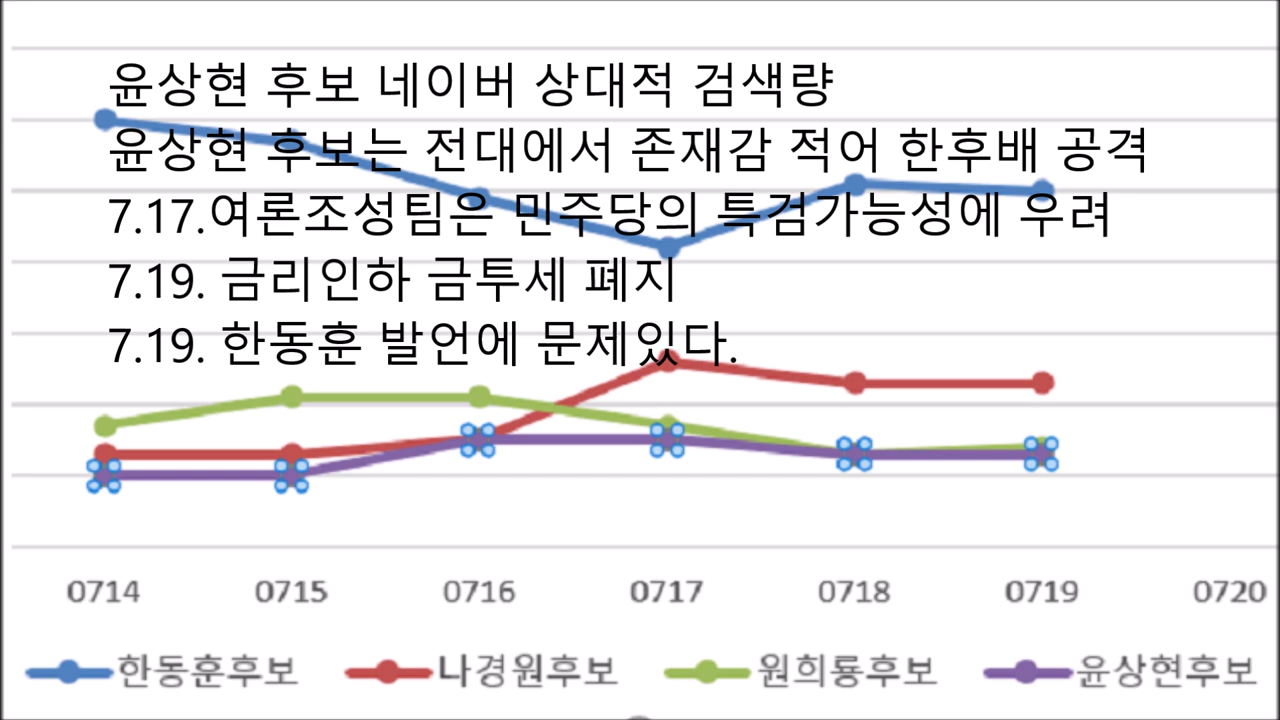 윤상현 후보 네이버 상대적 검색량
윤상현 후보는 전대에서 존재감 적어 한후배 공격
7.17.여론조성팀은 민주당의 특검가능성에 우려
7.19. 금리인하 금투세 폐지
7.19. 한동훈 발언에 문제있다.
0714 0715 0716 0717 0718 0719 0720
한동훈후보 나경원후보 원희룡후보 윤상현후보